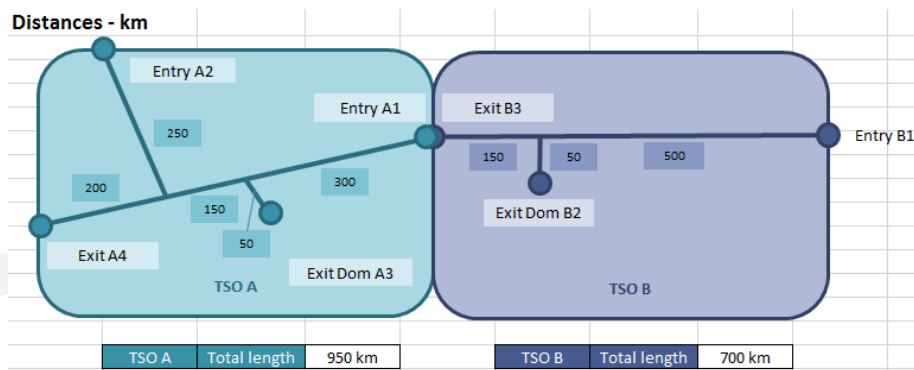 Distances - km
Entry A2
Entry A1
Exit B3
Entry B1
250
150
50
500
300
200
150
Exit Dom B2
50
Exit A4
Exit Dom A3
TSO A
TSO B
TSO A Total length 950 km
TSO B Total length 700 km